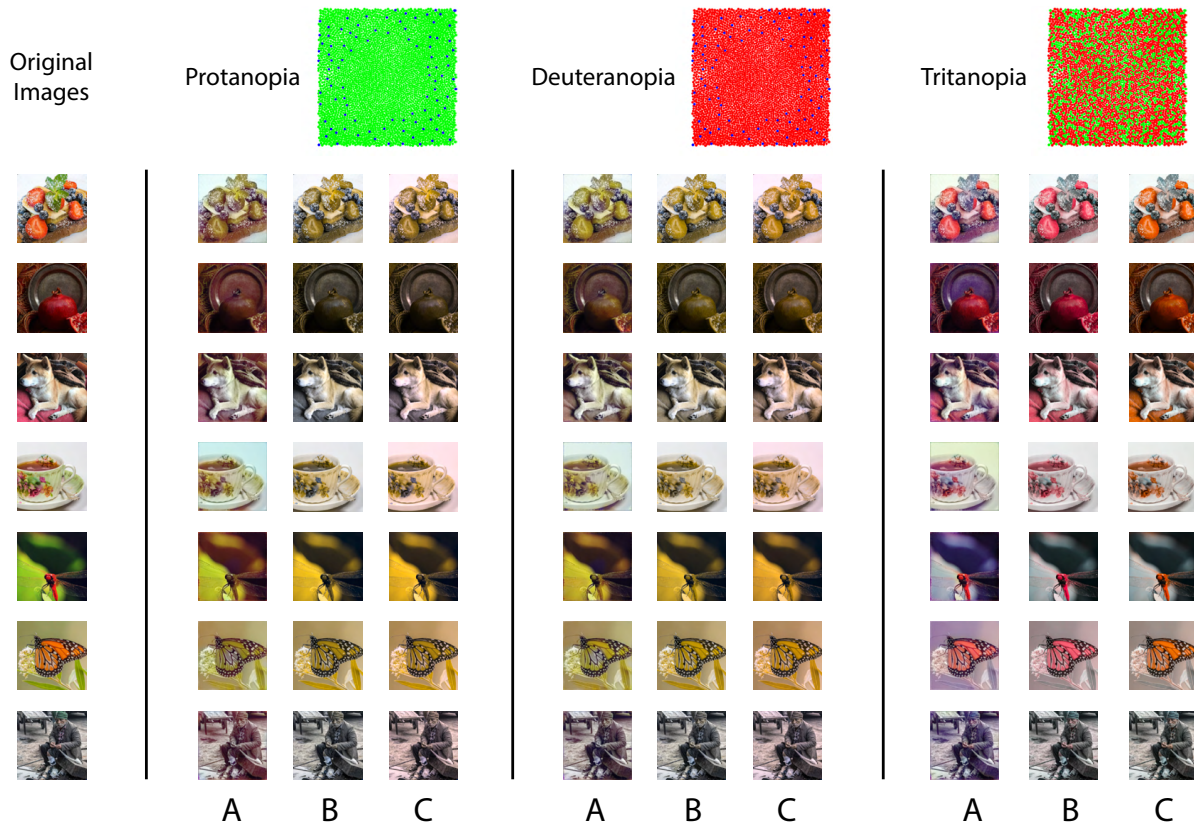 Original
Images
Protanopia
Deuteranopia
Tritanopia
A B C A B C A B C